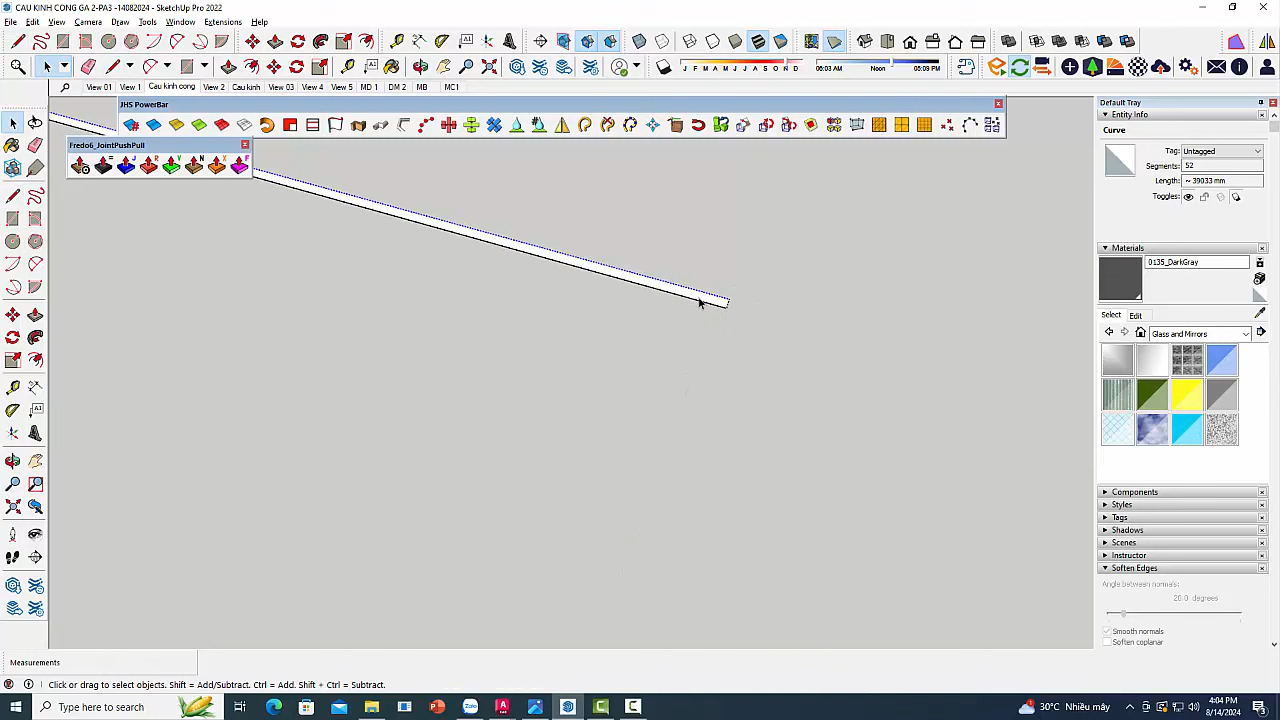 CAU KINH CONG GA 2-PA3 -14082024) - SketchUp Pro 2022
File Edit View Camera Draw Tools Window Extensions Help
J F M A M J J A S O N D
06:03 AM Noon 05:09 PM
View 01 View 1 Cau kinh cong View 2 Cau kinh View 03 View 4 View 5 MD 1 DM 2 MB MC1
JHS PowerBar
Fredo6_JointPushPull
Default Tray
Entity Info
Curve
Tag: Untagged
Segments: 52
Length: ~ 39033 mm
Toggles:
Materials
0135_DarkGray
Select Edit
Glass and Mirrors
Components
Styles
Tags
Shadows
Scenes
Instructor
Soften Edges
Angle between normals:
20.0 degrees
Smooth normals
Soften coplanar
Measurements
Click or drag to select objects. Shift = Add/Subtract. Ctrl = Add. Shift + Ctrl = Subtract.
Type here to search
30°C Nhiều mây
4:04 PM
8/14/2024